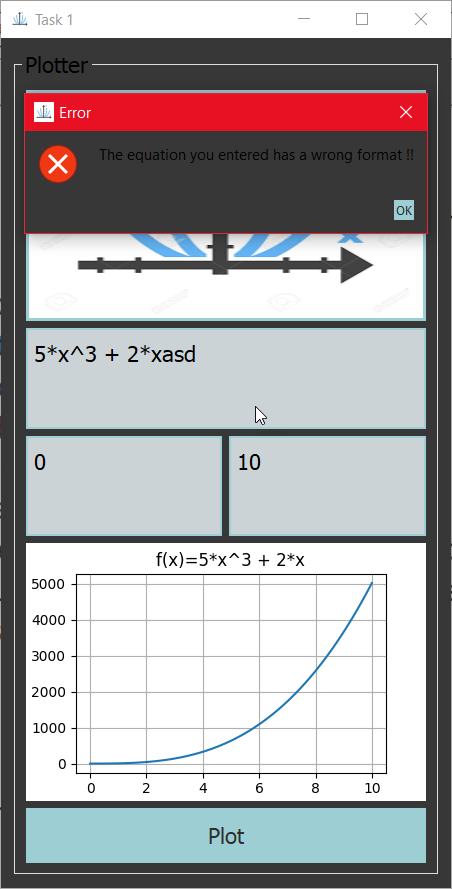 Task 1
Plotter
Error
The equation you entered has a wrong format !!
OK
x
5*x^3 + 2*xasd
0
10
f(x)=5*x^3 + 2*x
5000
4000
3000
2000
1000
0
0 2 4 6 8 10
Plot